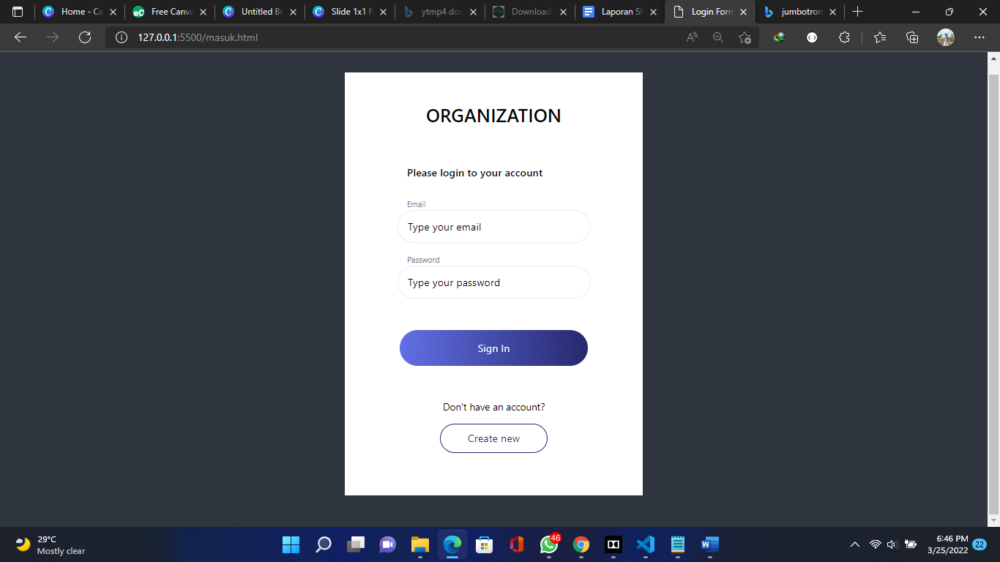 Home - Ca
Free Canva
Untitled Br
Slide 1x1 N
ytmp4 dow
Download
Laporan SI
Login Form
jumbotron
127.0.0.1:5500/masuk.html
ORGANIZATION
Please login to your account
Email
Type your email
Password
Type your password
Sign In
Don't have an account?
Create new
29°C
Mostly clear
46
6:46 PM
3/25/2022
22